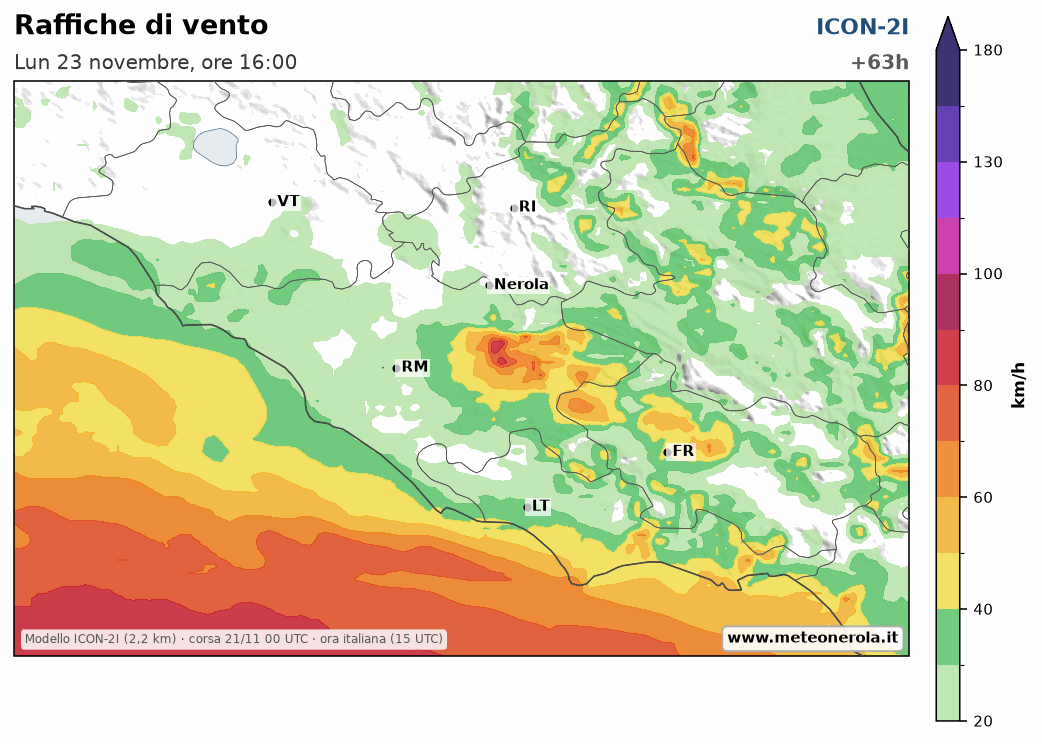 Raffiche di vento
ICON-2I
Lun 23 novembre, ore 16:00
+63h
180
VT
RI
130
Nerola
100
RM
80
km/h
FR
60
LT
40
Modello ICON-2I (2,2 km) · corsa 21/11 00 UTC · ora italiana (15 UTC)
www.meteonerola.it
20